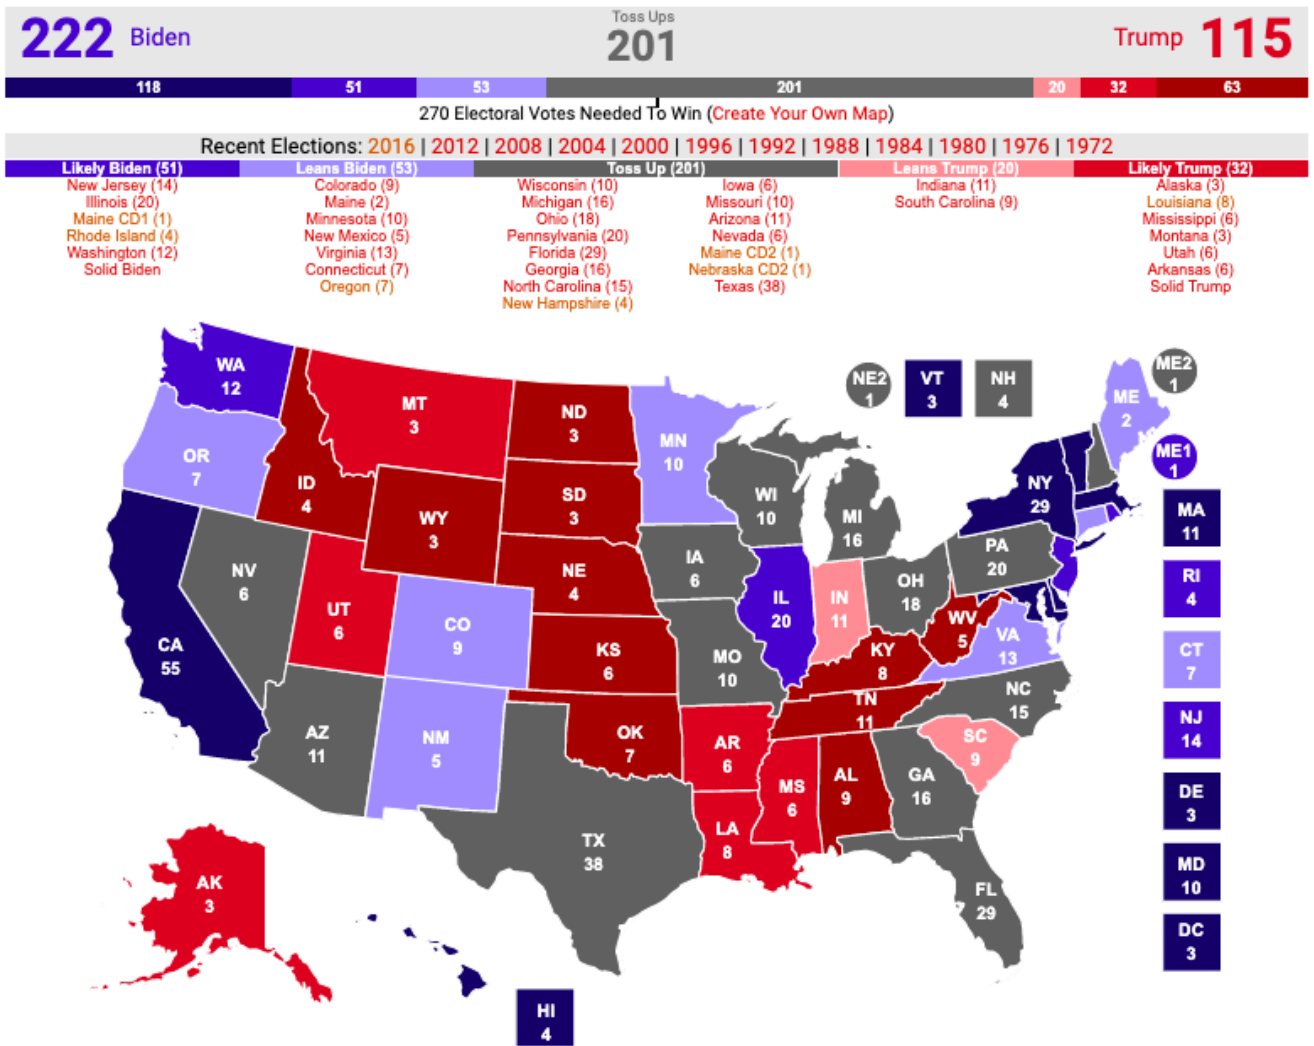 Toss Ups
222 Biden
201
Trump 115
118 51 53 201 20 32 63
270 Electoral Votes Needed To Win (Create Your Own Map)
Recent Elections: 2016 | 2012 | 2008 | 2004 | 2000 | 1996 | 1992 | 1988 | 1984 | 1980 | 1976 | 1972
Likely Biden (51)
New Jersey (14)
Illinois (20)
Maine CD1 (1)
Rhode Island (4)
Washington (12)
Solid Biden
Leans Biden (53)
Colorado (9)
Maine (2)
Minnesota (10)
New Mexico (5)
Virginia (13)
Connecticut (7)
Oregon (7)
Toss Up (201)
Wisconsin (10)
Michigan (16)
Ohio (18)
Pennsylvania (20)
Florida (29)
Georgia (16)
North Carolina (15)
New Hampshire (4)
Iowa (6)
Missouri (10)
Arizona (11)
Nevada (6)
Maine CD2 (1)
Nebraska CD2 (1)
Texas (38)
Leans Trump (20)
Indiana (11)
South Carolina (9)
Likely Trump (32)
Alaska (3)
Louisiana (8)
Mississippi (6)
Montana (3)
Utah (6)
Arkansas (6)
Solid Trump
WA
12
OR
7
CA
55
NV
6
ID
4
MT
3
WY
3
UT
6
AZ
11
CO
9
NM
5
ND
3
SD
3
NE
4
KS
6
OK
7
TX
38
MN
10
IA
6
MO
10
AR
6
LA
8
WI
10
IL
20
MI
16
IN
11
OH
18
KY
8
TN
11
MS
6
AL
9
GA
16
FL
29
SC
9
NC
15
VA
13
WV
5
PA
20
NY
29
ME
2
NE2
1
VT
3
NH
4
ME2
1
ME1
1
MA
11
RI
4
CT
7
NJ
14
DE
3
MD
10
DC
3
AK
3
HI
4